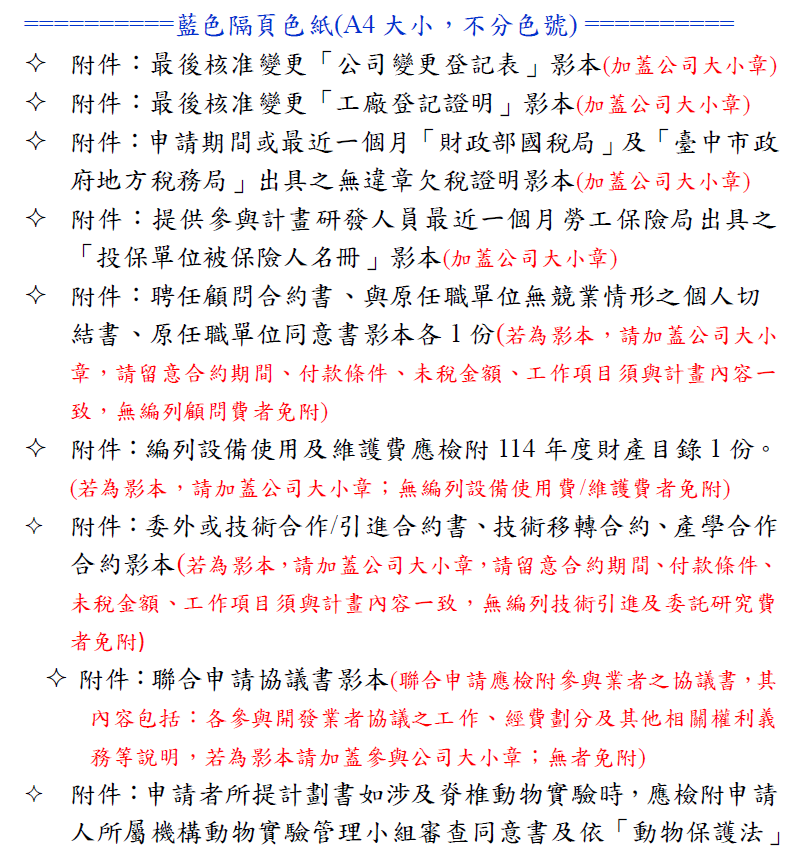 ==========藍色隔頁色紙(A4 大小，不分色號) ==========
✧ 附件：最後核准變更「公司變更登記表」影本(加蓋公司大小章)
✧ 附件：最後核准變更「工廠登記證明」影本(加蓋公司大小章)
✧ 附件：申請期間或最近一個月「財政部國稅局」及「臺中市政
府地方稅務局」出具之無違章欠稅證明影本(加蓋公司大小章)
✧ 附件：提供參與計畫研發人員最近一個月勞工保險局出具之
「投保單位被保險人名冊」影本(加蓋公司大小章)
✧ 附件：聘任顧問合約書、與原任職單位無競業情形之個人切
結書、原任職單位同意書影本各 1 份(若為影本，請加蓋公司大小
章，請留意合約期間、付款條件、未稅金額、工作項目須與計畫內容一
致，無編列顧問費者免附)
✧ 附件：編列設備使用及維護費應檢附 114 年度財產目錄 1 份。
(若為影本，請加蓋公司大小章；無編列設備使用費/維護費者免附)
✧ 附件：委外或技術合作/引進合約書、技術移轉合約、產學合作
合約影本(若為影本，請加蓋公司大小章，請留意合約期間、付款條件、
未稅金額、工作項目須與計畫內容一致，無編列技術引進及委託研究費
者免附)
✧ 附件：聯合申請協議書影本(聯合申請應檢附參與業者之協議書，其
內容包括：各參與開發業者協議之工作、經費劃分及其他相關權利義
務等說明，若為影本請加蓋參與公司大小章；無者免附)
✧ 附件：申請者所提計劃書如涉及脊椎動物實驗時，應檢附申請
人所屬機構動物實驗管理小組審查同意書及依「動物保護法」